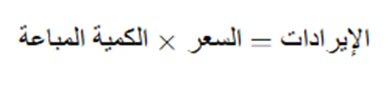 الإيرادات = السعر × الكمية المباعة